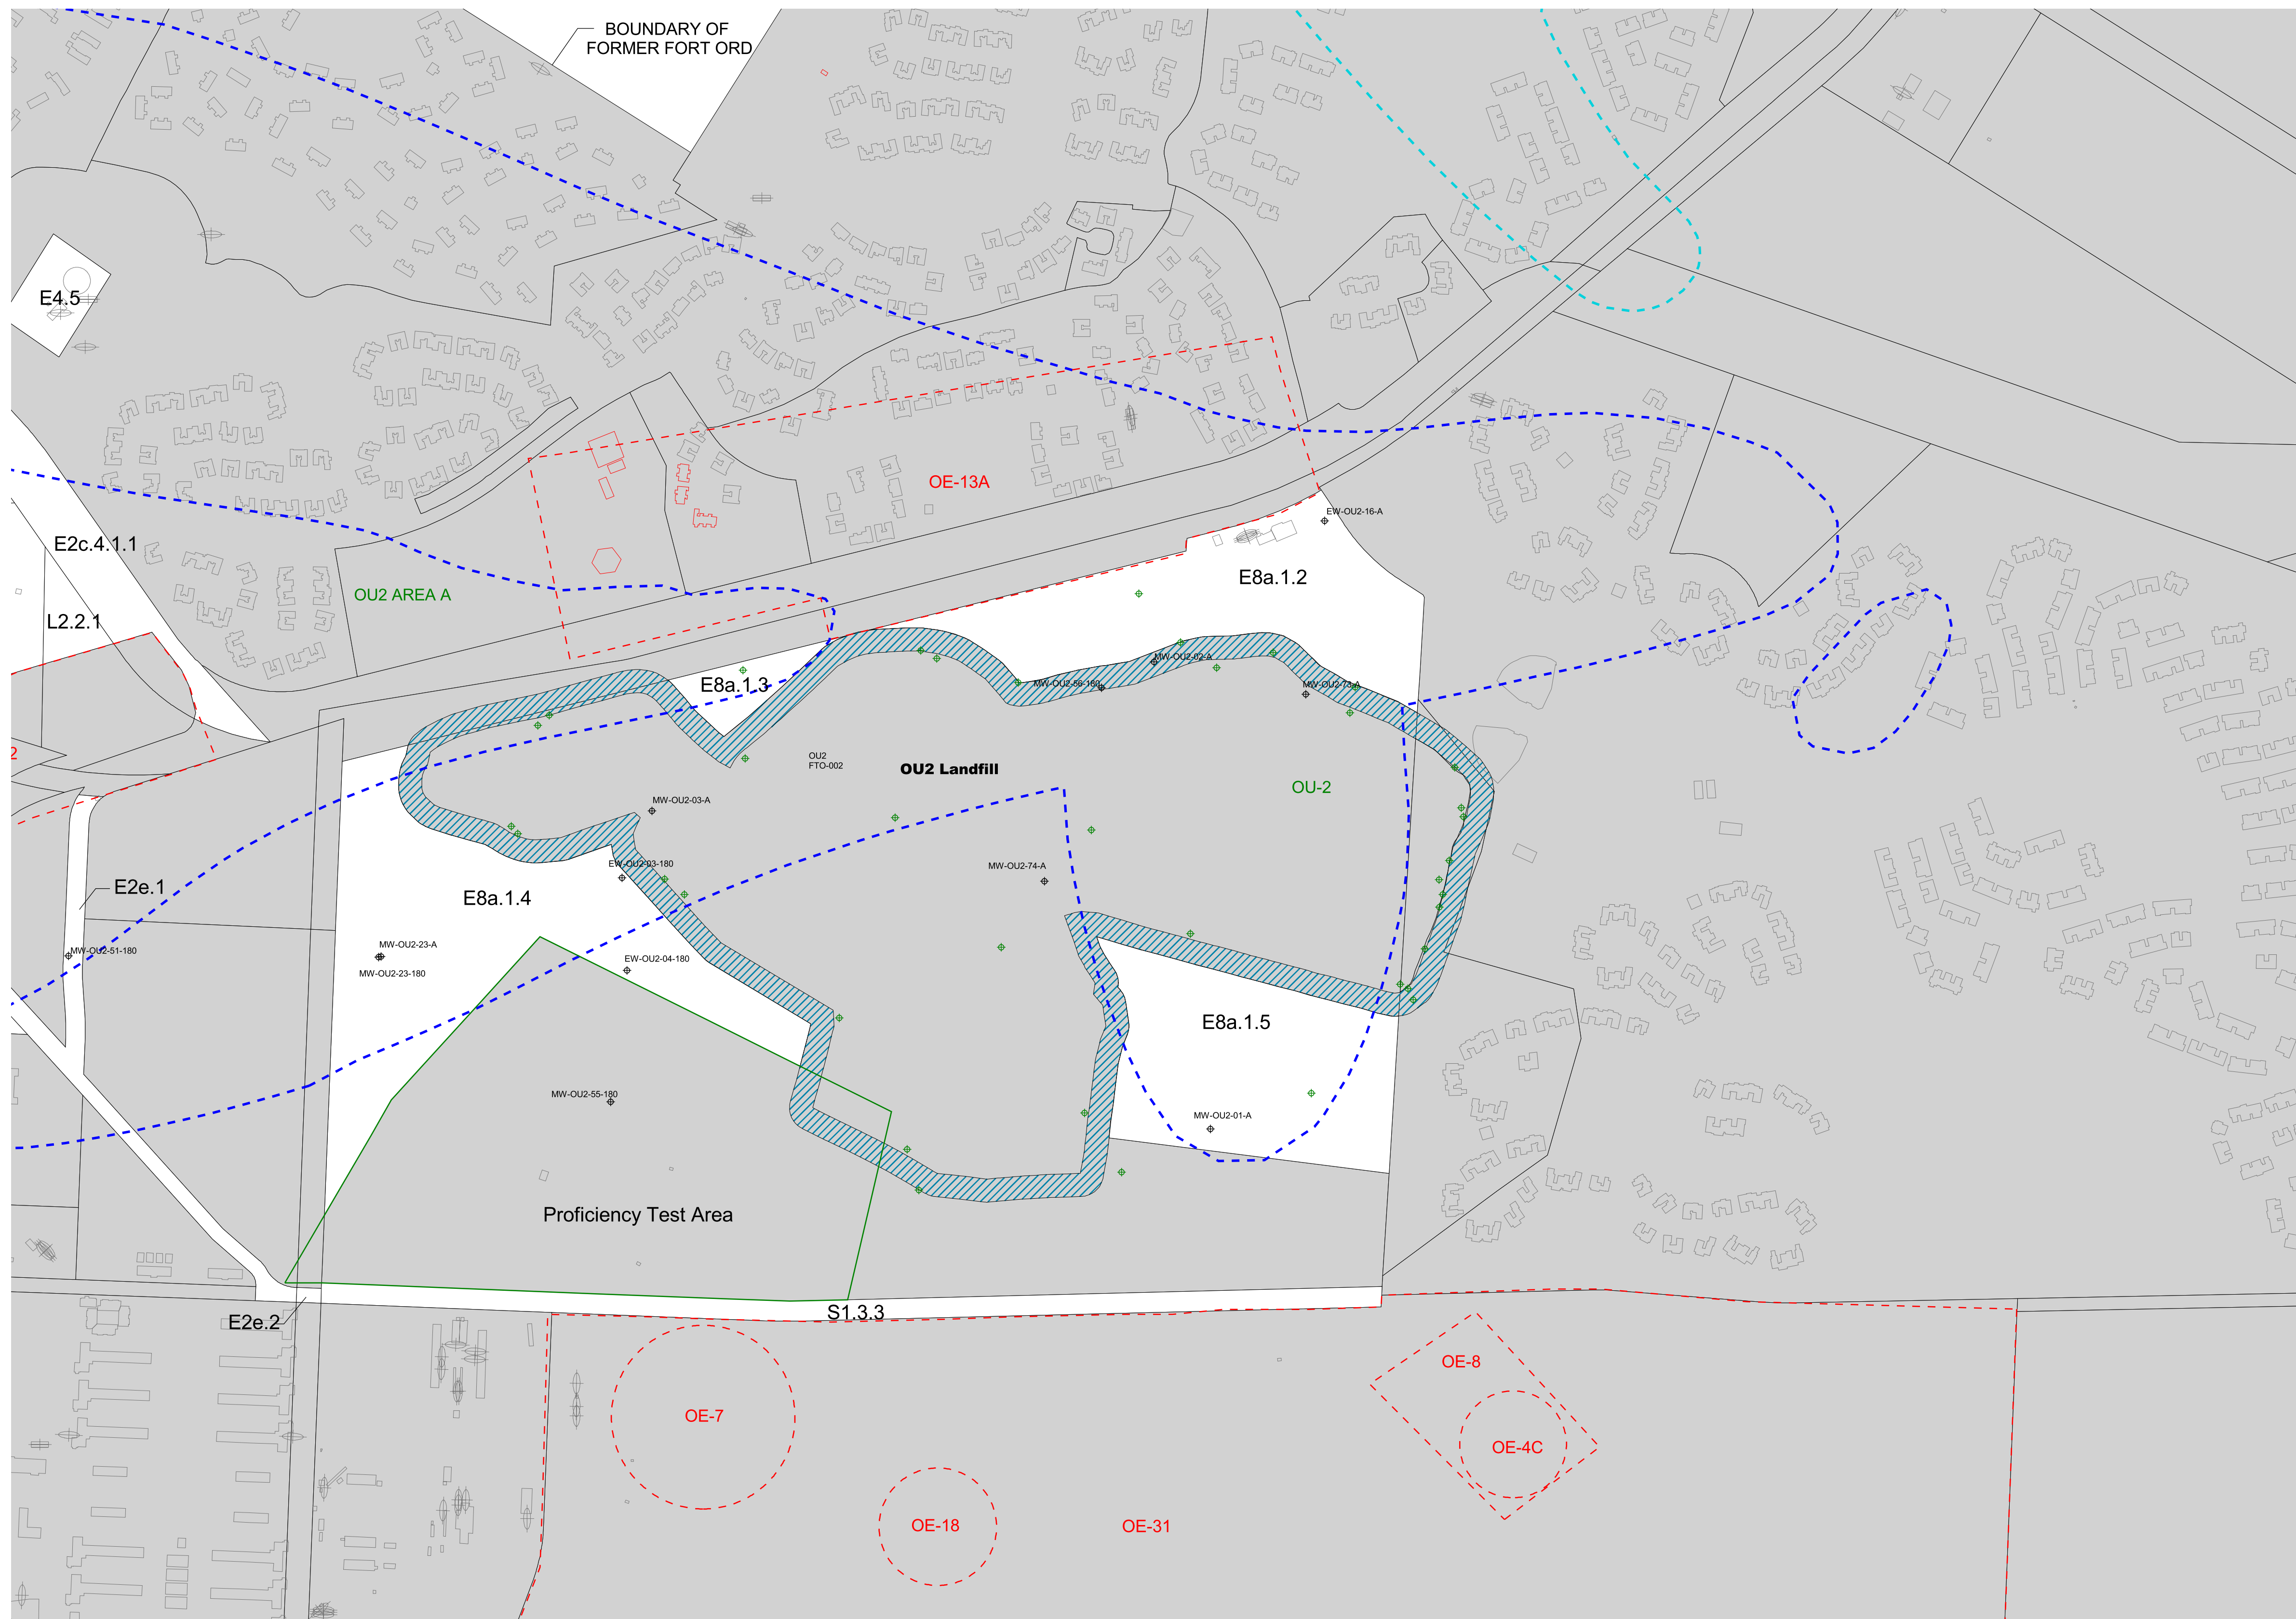 BOUNDARY OF
FORMER FORT ORD
E4.5
OE-13A
EW-OU2-16-A
E2c.4.1.1
E8a.1.2
OU2 AREA A
L2.2.1
MW-OU2-02-A
E8a.1.3
MW-OU2-56-180
MW-OU2-73-A
2
OU2
FTO-002
OU2 Landfill
OU-2
MW-OU2-03-A
EW-OU2-03-180
MW-OU2-74-A
E2e.1
E8a.1.4
MW-OU2-51-180
MW-OU2-23-A
MW-OU2-23-180
EW-OU2-04-180
E8a.1.5
MW-OU2-55-180
MW-OU2-01-A
Proficiency Test Area
S1.3.3
E2e.2
OE-8
OE-7
OE-4C
OE-18
OE-31